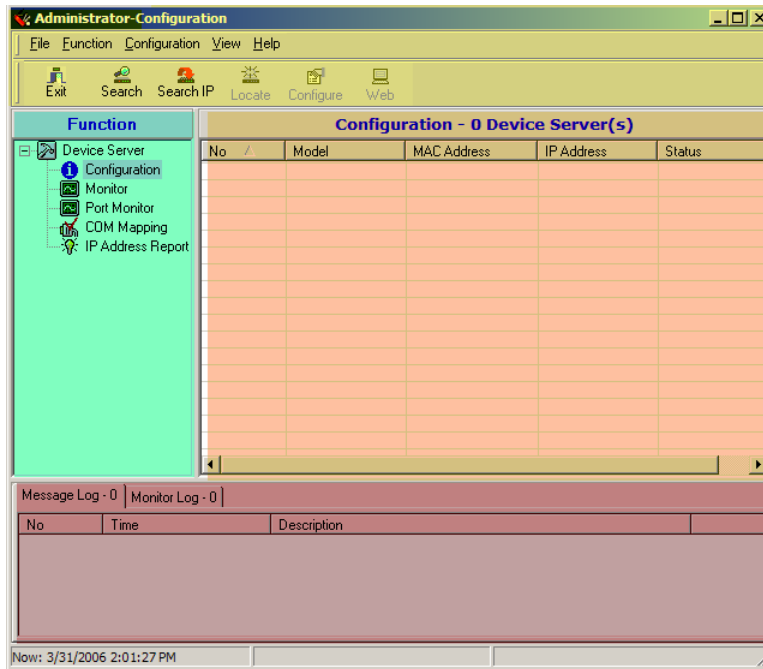 Administrator-Configuration
File Function Configuration View Help
Exit Search Search IP Locate Configure Web
Function
Configuration - 0 Device Server(s)
Device Server
Configuration
Monitor
Port Monitor
COM Mapping
IP Address Report
No Model MAC Address IP Address Status
Message Log - 0 Monitor Log - 0
No Time Description
Now: 3/31/2006 2:01:27 PM